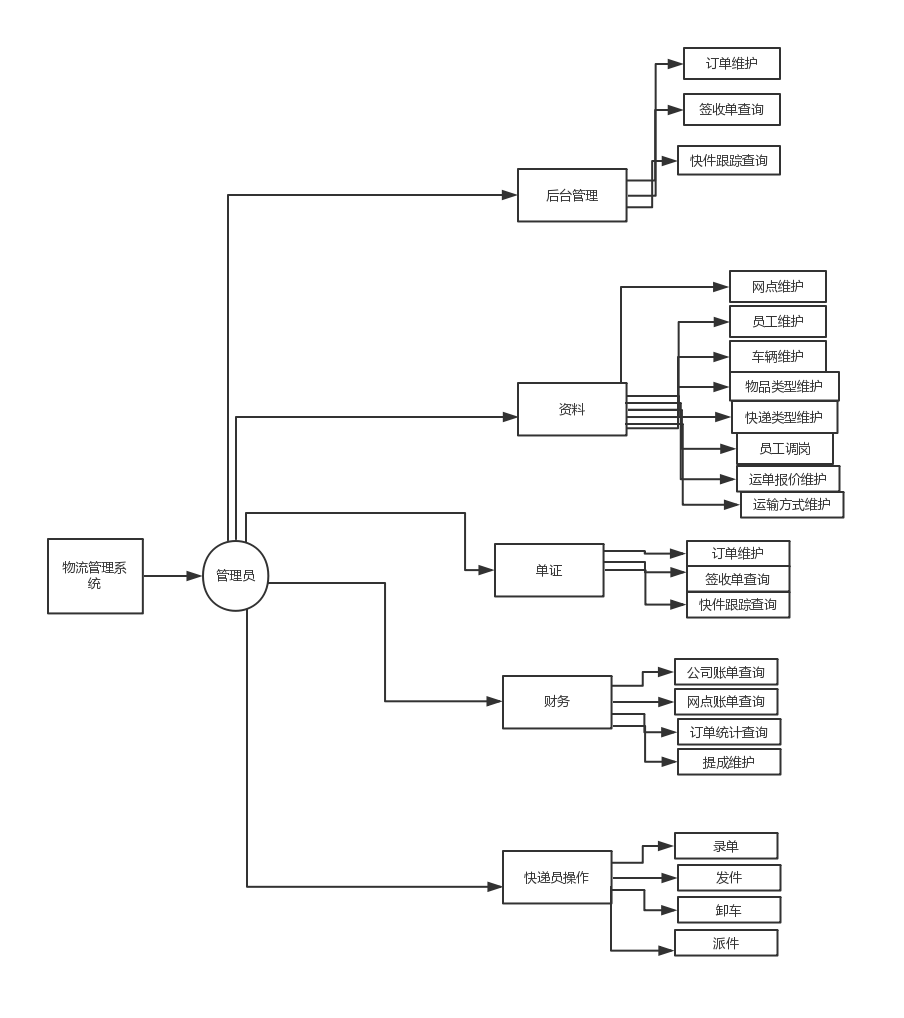 物流管理系
统
管理员
后台管理
订单维护
签收单查询
快件跟踪查询
资料
网点维护
员工维护
车辆维护
物品类型维护
快递类型维护
员工调岗
运单报价维护
运输方式维护
单证
订单维护
签收单查询
快件跟踪查询
财务
公司账单查询
网点账单查询
订单统计查询
提成维护
快递员操作
录单
发件
卸车
派件